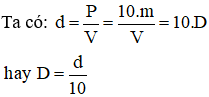 Ta có: d = P/V = 10.m/V = 10.D
hay D = d/10